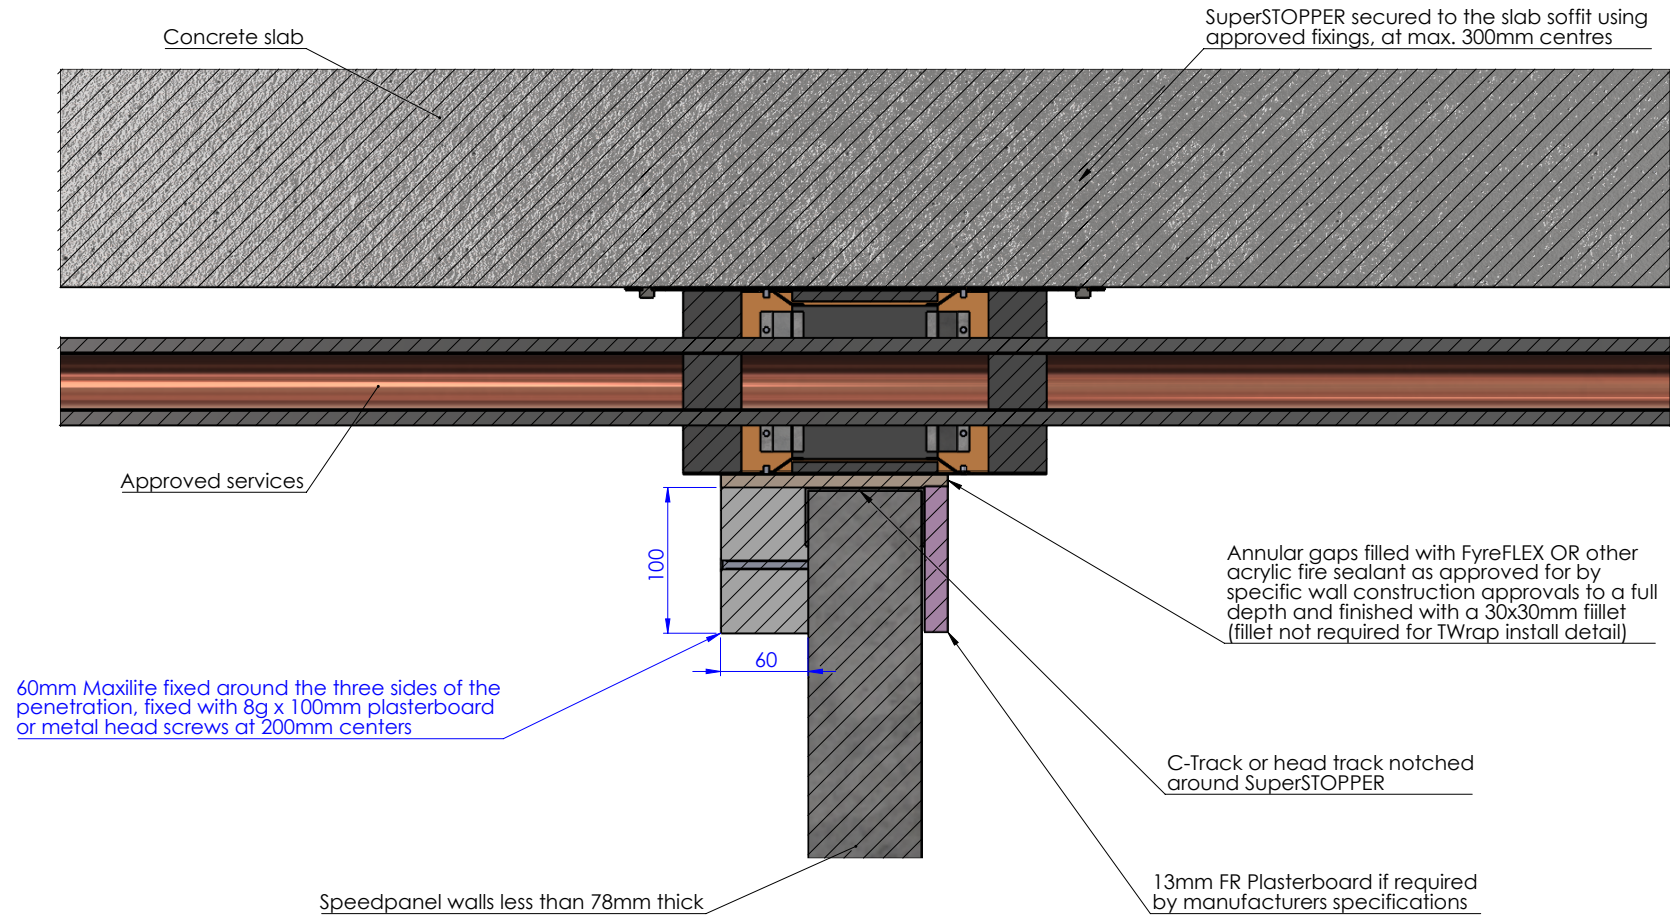 Concrete slab
SuperSTOPPER secured to the slab soffit using
approved fixings, at max. 300mm centres
Approved services
100
60
Annular gaps filled with FyreFLEX OR other
acrylic fire sealant as approved for by
specific wall construction approvals to a full
depth and finished with a 30x30mm fiillet
(fillet not required for TWrap install detail)
60mm Maxilite fixed around the three sides of the
penetration, fixed with 8g x 100mm plasterboard
or metal head screws at 200mm centers
C-Track or head track notched
around SuperSTOPPER
Speedpanel walls less than 78mm thick
13mm FR Plasterboard if required
by manufacturers specifications